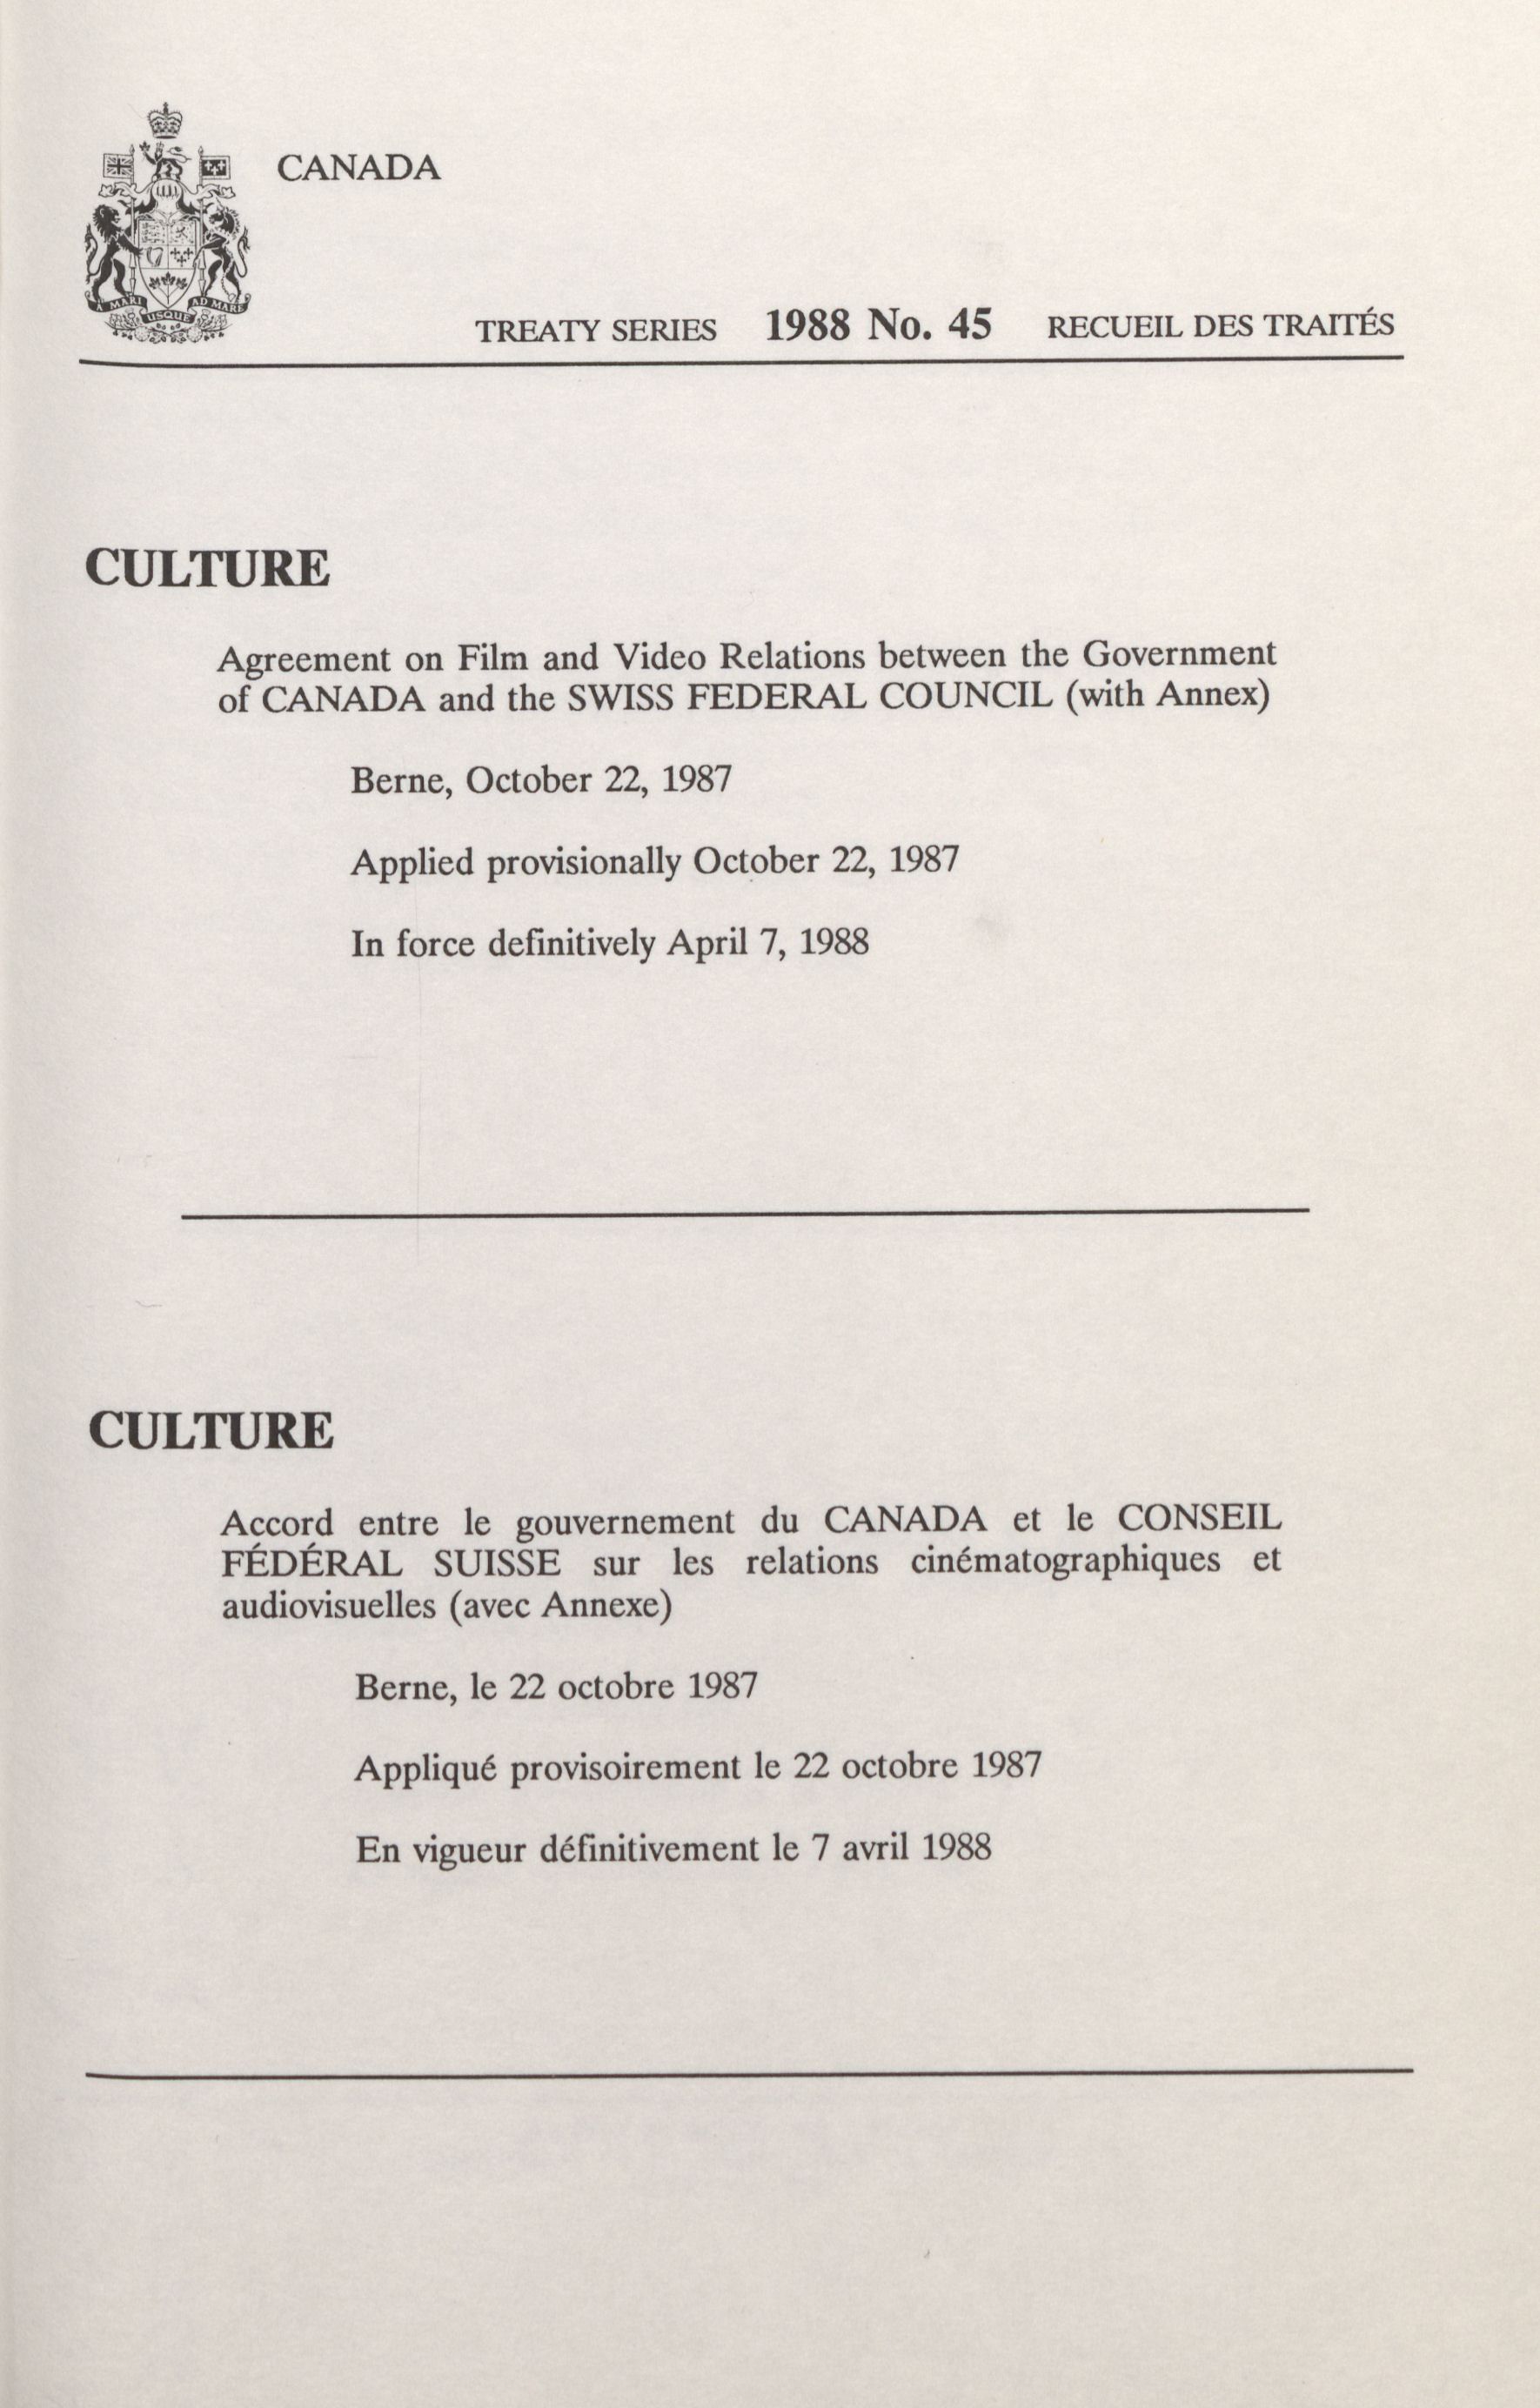 CANADA
TREATY SERIES 1988 No. 45 RECUEIL DES TRAITÉS
A MARI USQUE AD MARE
CULTURE
Agreement on Film and Video Relations between the Government
of CANADA and the SWISS FEDERAL COUNCIL (with Annex)
Berne, October 22, 1987
Applied provisionally October 22, 1987
In force definitively April 7, 1988
CULTURE
Accord entre le gouvernement du CANADA et le CONSEIL
FÉDÉRAL SUISSE sur les relations cinématographiques et
audiovisuelles (avec Annexe)
Berne, le 22 octobre 1987
Appliqué provisoirement le 22 octobre 1987
En vigueur définitivement le 7 avril 1988